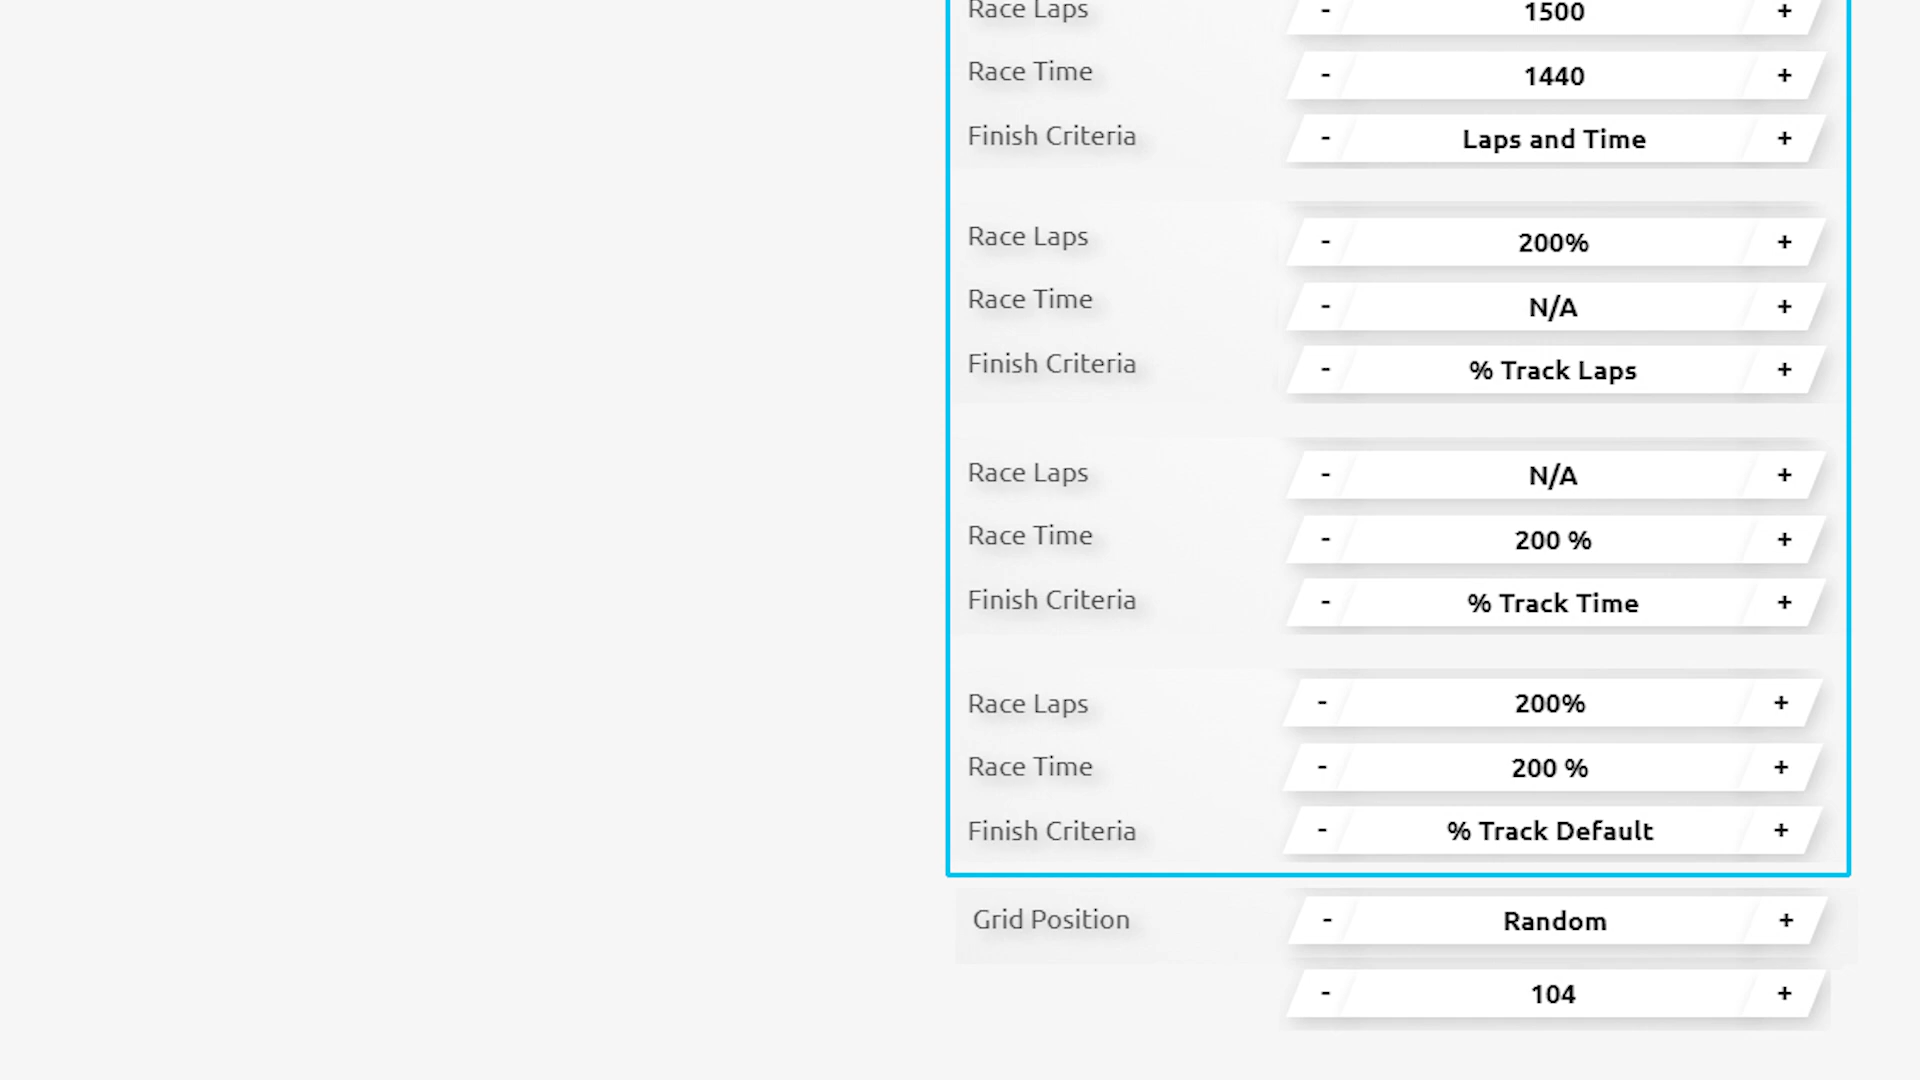 Race Laps - 1500 +
Race Time - 1440 +
Finish Criteria - Laps and Time +
Race Laps - 200% +
Race Time - N/A +
Finish Criteria - % Track Laps +
Race Laps - N/A +
Race Time - 200 % +
Finish Criteria - % Track Time +
Race Laps - 200% +
Race Time - 200 % +
Finish Criteria - % Track Default +
Grid Position - Random +
- 104 +